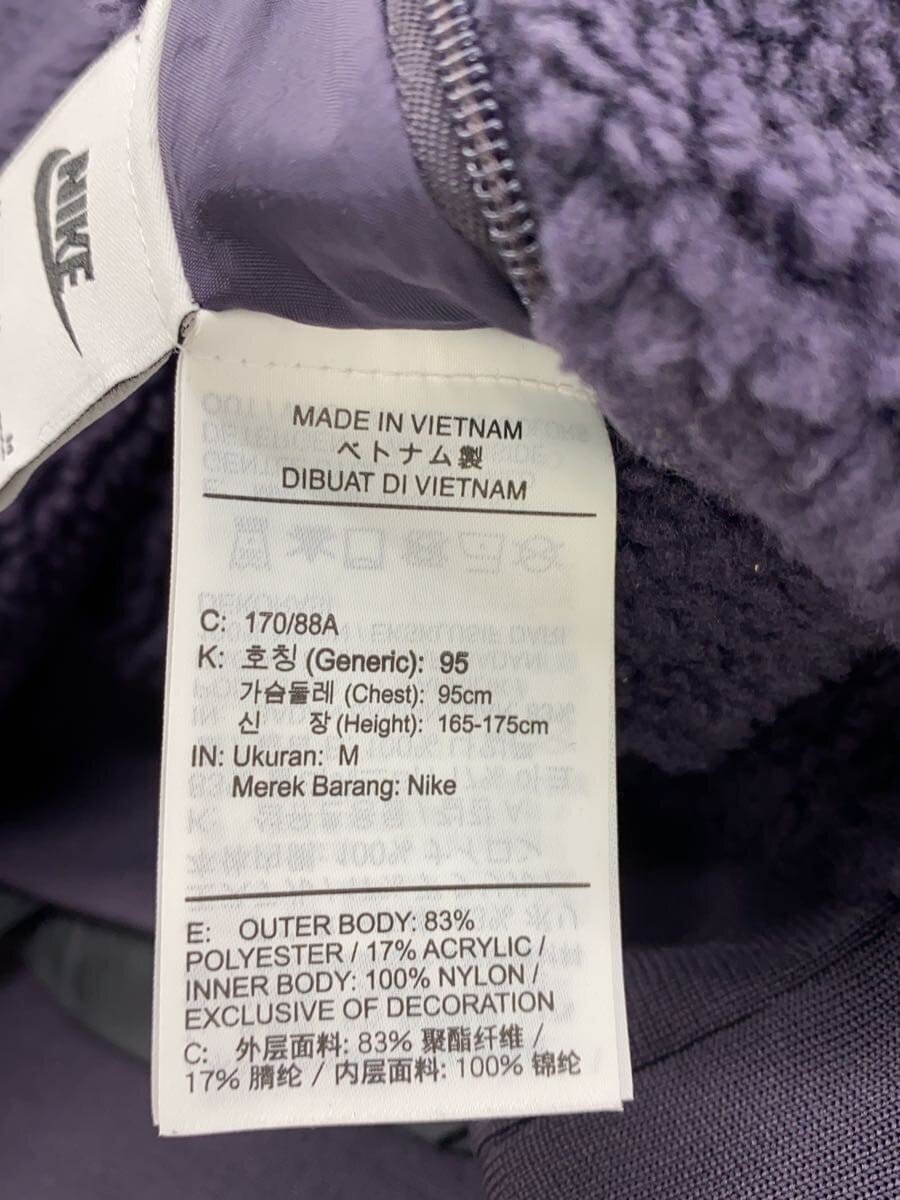 NIKE
MADE IN VIETNAM
ベトナム製
DIBUAT DI VIETNAM
C: 170/88A
K: 호칭 (Generic): 95
가슴둘레 (Chest): 95cm
신 장 (Height): 165-175cm
IN: Ukuran: M
Merek Barang: Nike
E: OUTER BODY: 83%
POLYESTER / 17% ACRYLIC /
INNER BODY: 100% NYLON /
EXCLUSIVE OF DECORATION
C: 外层面料: 83% 聚酯纤维 /
17% 腈纶 / 内层面料: 100% 锦纶